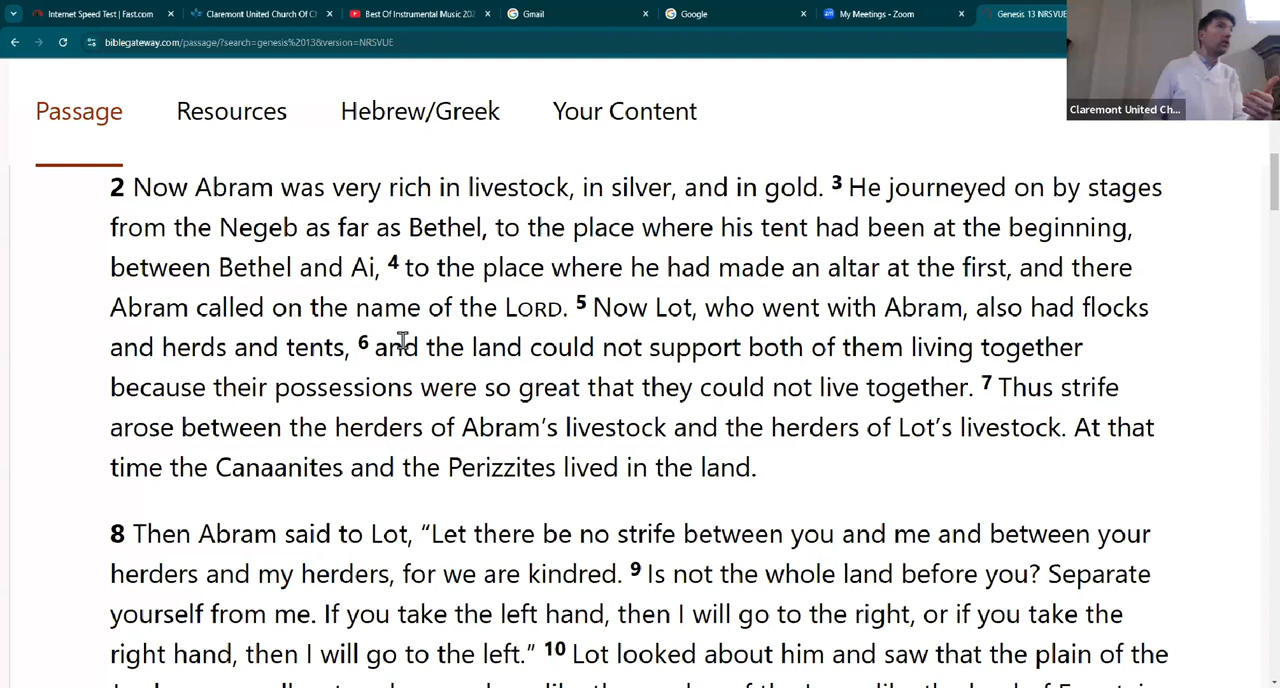 Internet Speed Test | Fast.com
Claremont United Church Of C
Best Of Instrumental Music 202
Gmail
Google
My Meetings - Zoom
Genesis 13 NRSVUE
biblegateway.com/passage/?search=genesis%2013&version=NRSVUE
Claremont United Ch...
Passage Resources Hebrew/Greek Your Content
2 Now Abram was very rich in livestock, in silver, and in gold. 3 He journeyed on by stages
from the Negeb as far as Bethel, to the place where his tent had been at the beginning,
between Bethel and Ai, 4 to the place where he had made an altar at the first, and there
Abram called on the name of the LORD. 5 Now Lot, who went with Abram, also had flocks
and herds and tents, 6 and the land could not support both of them living together
because their possessions were so great that they could not live together. 7 Thus strife
arose between the herders of Abram’s livestock and the herders of Lot’s livestock. At that
time the Canaanites and the Perizzites lived in the land.
8 Then Abram said to Lot, “Let there be no strife between you and me and between your
herders and my herders, for we are kindred. 9 Is not the whole land before you? Separate
yourself from me. If you take the left hand, then I will go to the right, or if you take the
right hand, then I will go to the left.” 10 Lot looked about him and saw that the plain of the